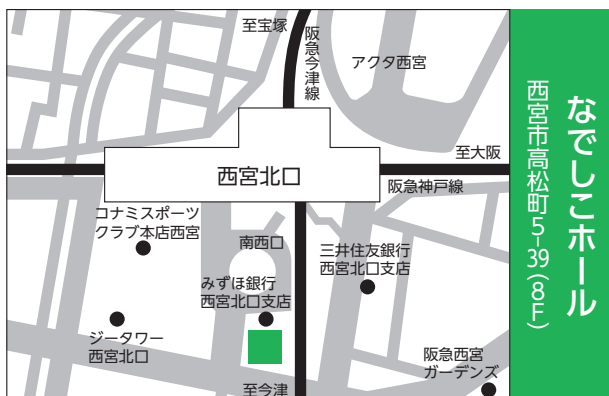 至宝塚
阪急今津線
アクタ西宮
至大阪
西宮北口
阪急神戸線
コナミスポーツ
クラブ本店西宮
南西口
三井住友銀行
西宮北口支店
みずほ銀行
西宮北口支店
ジータワー
西宮北口
阪急西宮
ガーデンズ
至今津
なでしこホール
西宮市高松町5-39(8F)